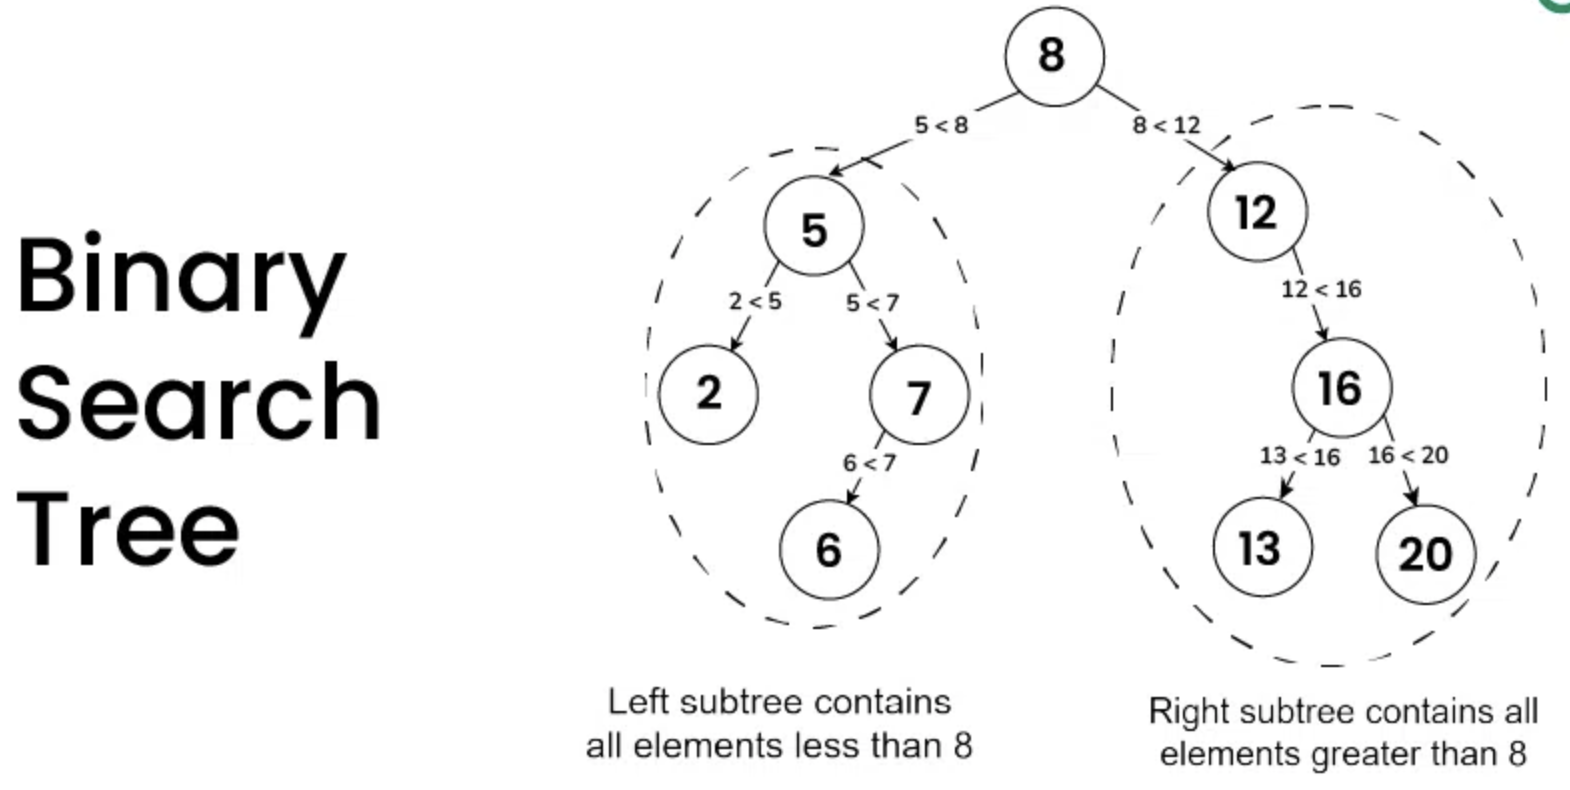 Binary
Search
Tree
8
5 < 8
8 < 12
5
12
2 < 5
5 < 7
12 < 16
2
7
16
6 < 7
13 < 16
16 < 20
6
13
20
Left subtree contains
all elements less than 8
Right subtree contains all
elements greater than 8